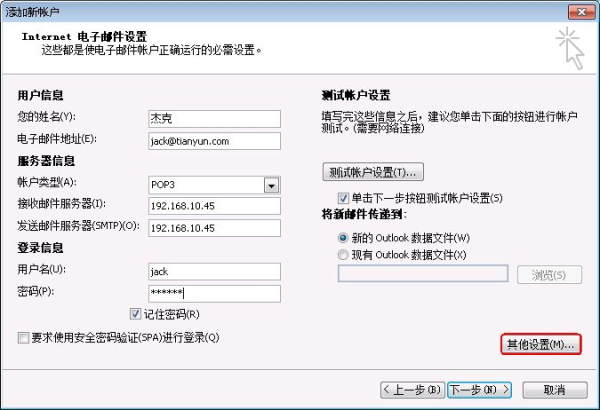 添加新帐户
Internet 电子邮件设置
这些都是使电子邮件帐户正确运行的必需设置。
用户信息
您的姓名(Y): 杰克
电子邮件地址(E): jack@tianyun.com
服务器信息
帐户类型(A): POP3
接收邮件服务器(I): 192.168.10.45
发送邮件服务器(SMTP)(O): 192.168.10.45
登录信息
用户名(U): jack
密码(P): ******
记住密码(R)
要求使用安全密码验证(SPA)进行登录(Q)
测试帐户设置
填写完这些信息之后，建议您单击下面的按钮进行帐户
测试。(需要网络连接)
测试帐户设置(T)...
单击下一步按钮测试帐户设置(S)
将新邮件传递到:
新的 Outlook 数据文件(W)
现有 Outlook 数据文件(X)
浏览(S)
其他设置(M)...
< 上一步(B) 下一步(N) > 取消